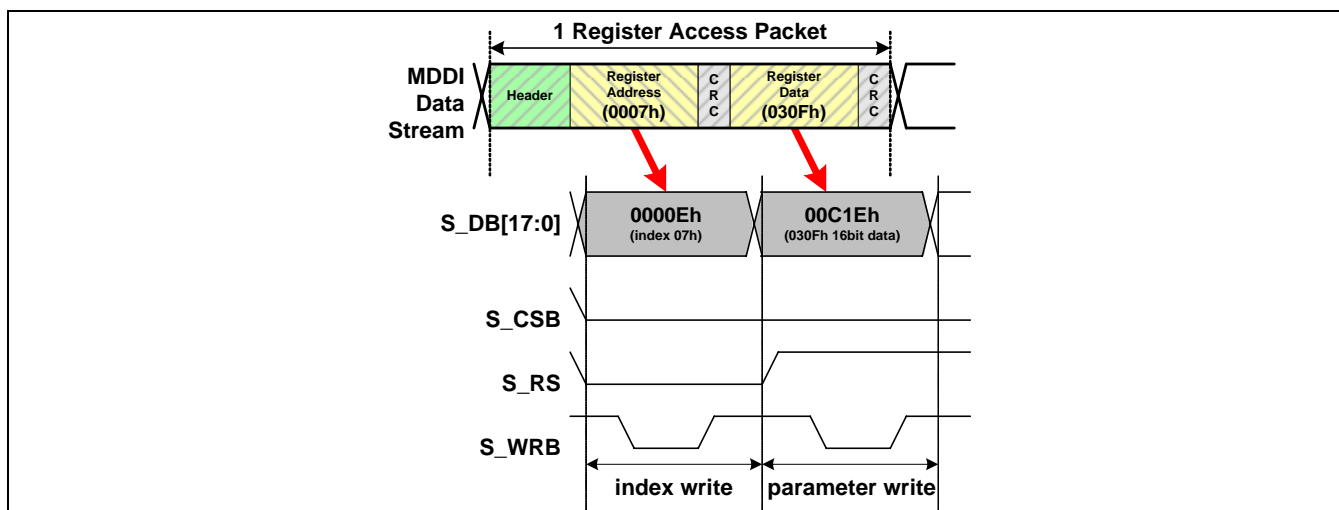 1 Register Access Packet
MDDI
Data
Stream
Header
Register
Address
(0007h)
C
R
C
Register
Data
(030Fh)
C
R
C
S_DB[17:0]
0000Eh
(index 07h)
00C1Eh
(030Fh 16bit data)
S_CSB
S_RS
S_WRB
index write
parameter write